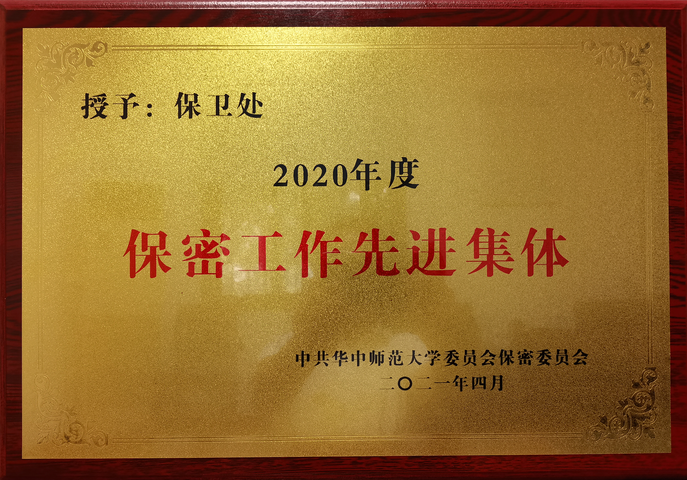 授予：保卫处
2020年度
保密工作先进集体
中共华中师范大学委员会保密委员会
二〇二一年四月